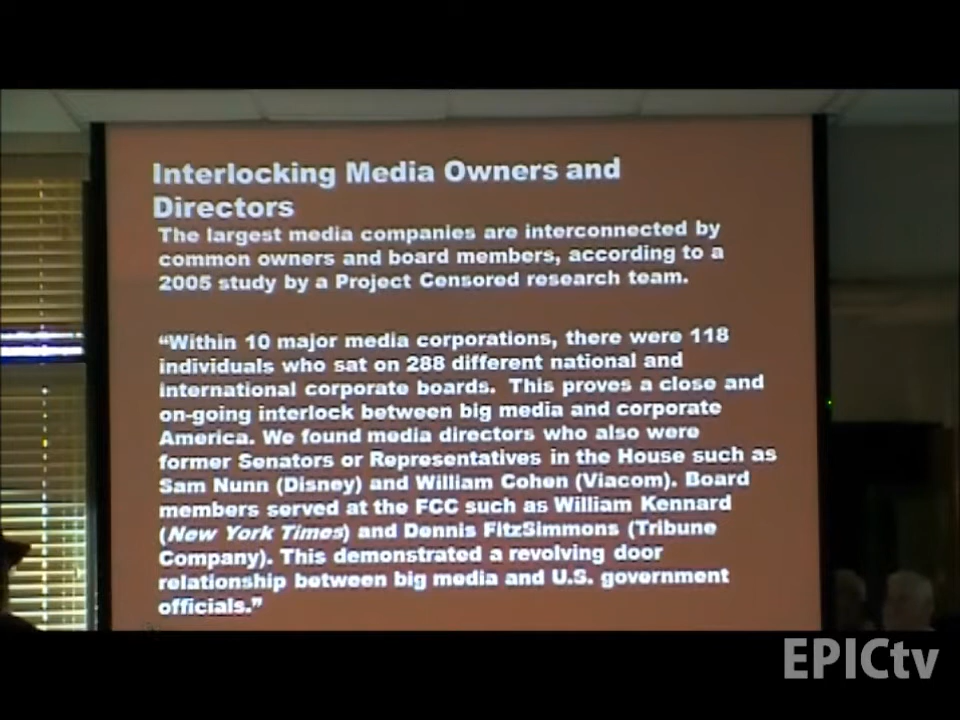 Interlocking Media Owners and
Directors
The largest media companies are interconnected by
common owners and board members, according to a
2005 study by a Project Censored research team.
“Within 10 major media corporations, there were 118
individuals who sat on 288 different national and
international corporate boards. This proves a close and
on-going interlock between big media and corporate
America. We found media directors who also were
former Senators or Representatives in the House such as
Sam Nunn (Disney) and William Cohen (Viacom). Board
members served at the FCC such as William Kennard
(New York Times) and Dennis FitzSimmons (Tribune
Company). This demonstrated a revolving door
relationship between big media and U.S. government
officials.”
EPICtv